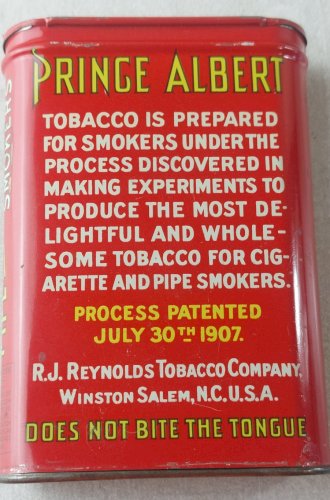 PRINCE ALBERT
TOBACCO IS PREPARED
FOR SMOKERS UNDER THE
PROCESS DISCOVERED IN
MAKING EXPERIMENTS TO
PRODUCE THE MOST DE-
LIGHTFUL AND WHOLE-
SOME TOBACCO FOR CIG-
ARETTE AND PIPE SMOKERS.
PROCESS PATENTED
JULY 30TH 1907.
R.J. REYNOLDS TOBACCO COMPANY,
WINSTON SALEM, N.C. U.S.A.
DOES NOT BITE THE TONGUE
SMOKERS